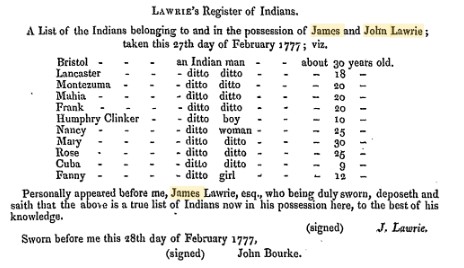 LAWRIE'S Register of Indians.
A List of the Indians belonging to and in the possession of James and John Lawrie;
taken this 27th day of February 1777; viz.
Bristol - - - an Indian man - - about 30 years old.
Lancaster - - - ditto ditto - - - 18 -
Montezuma - - - ditto ditto - - - 20 -
Muhia - - - ditto ditto - - - 20 -
Frank - - - ditto ditto - - - 20 -
Humphry Clinker - - ditto boy - - - 10 -
Nancy - - - ditto woman - - - 25 -
Mary - - - ditto ditto - - - 30 -
Rose - - - ditto ditto - - - 25 -
Cuba - - - ditto ditto - - - 9 -
Fanny - - - ditto girl - - - 12 -
Personally appeared before me, James Lawrie, esq., who being duly sworn, deposeth and
saith that the above is a true list of Indians now in his possession here, to the best of his
knowledge.
(signed) J. Lawrie.
Sworn before me this 28th day of February 1777,
(signed) John Bourke.